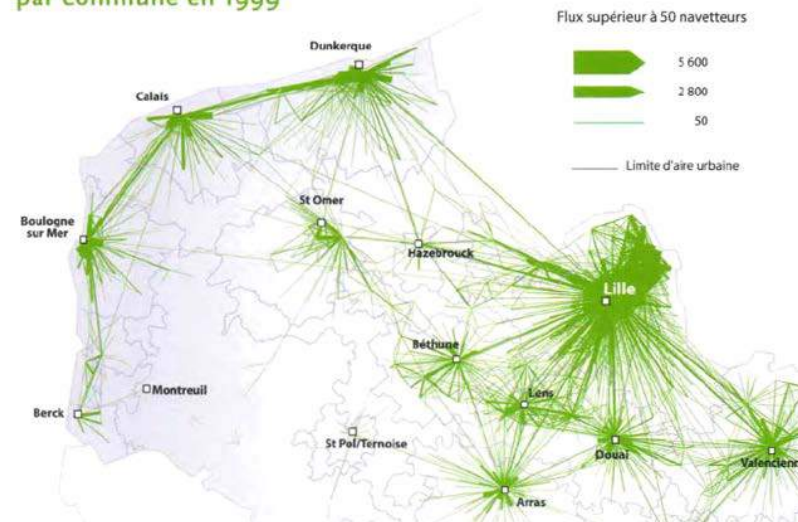 par commune en 1999
Flux supérieur à 50 navetteurs
5 600
2 800
50
Limite d'aire urbaine
Dunkerque
Calais
St Omer
Boulogne
sur Mer
Hazebrouck
Lille
Béthune
Montreuil
Lens
Berck
St Pol/Ternoise
Douai
Valencienn
Arras